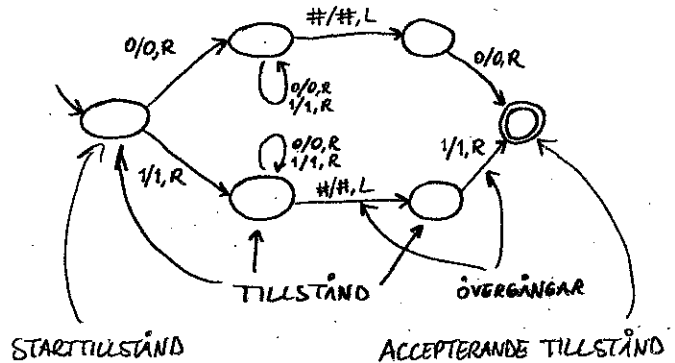 #/#, L
0/0, R
0/0, R
0/0, R
1/1, R
0/0, R
1/1, R
1/1, R
1/1, R
#/#, L
TILLSTÅND
ÖVERGÅNGAR
STARTTILLSTÅND
ACCEPTERANDE TILLSTÅND